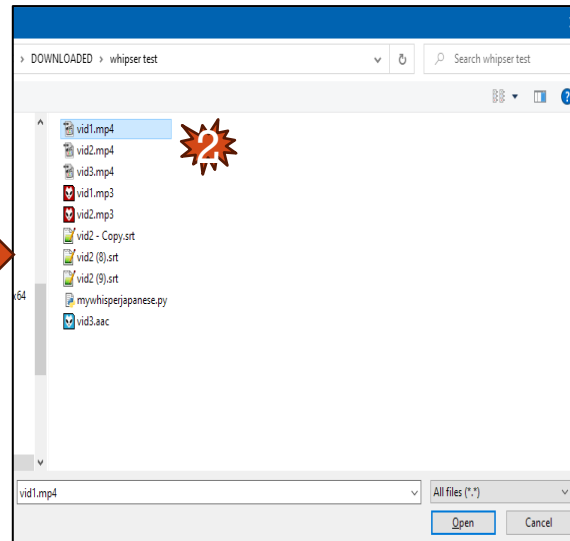 > DOWNLOADED > whipser test
Search whipser test
?
vid1.mp4
2
vid2.mp4
vid3.mp4
vid1.mp3
vid2.mp3
vid2 - Copy.srt
vid2 (8).srt
vid2 (9).srt
x64
mywhisperjapanese.py
vid3.aac
vid1.mp4
All files (*.*)
Open
Cancel